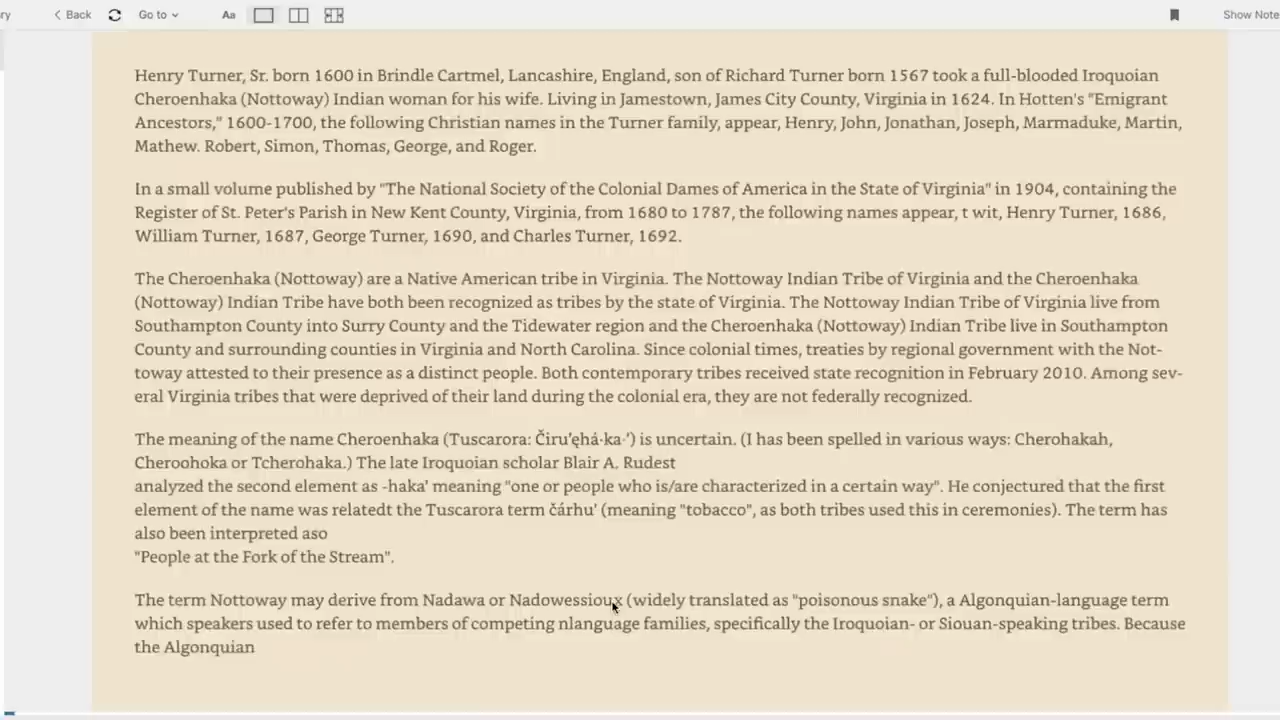 ry
Back
Go to
Aa
Show Note
Henry Turner, Sr. born 1600 in Brindle Cartmel, Lancashire, England, son of Richard Turner born 1567 took a full-blooded Iroquoian
Cheroenhaka (Nottoway) Indian woman for his wife. Living in Jamestown, James City County, Virginia in 1624. In Hotten's "Emigrant
Ancestors," 1600-1700, the following Christian names in the Turner family, appear, Henry, John, Jonathan, Joseph, Marmaduke, Martin,
Mathew. Robert, Simon, Thomas, George, and Roger.
In a small volume published by "The National Society of the Colonial Dames of America in the State of Virginia" in 1904, containing the
Register of St. Peter's Parish in New Kent County, Virginia, from 1680 to 1787, the following names appear, t wit, Henry Turner, 1686,
William Turner, 1687, George Turner, 1690, and Charles Turner, 1692.
The Cheroenhaka (Nottoway) are a Native American tribe in Virginia. The Nottoway Indian Tribe of Virginia and the Cheroenhaka
(Nottoway) Indian Tribe have both been recognized as tribes by the state of Virginia. The Nottoway Indian Tribe of Virginia live from
Southampton County into Surry County and the Tidewater region and the Cheroenhaka (Nottoway) Indian Tribe live in Southampton
County and surrounding counties in Virginia and North Carolina. Since colonial times, treaties by regional government with the Not-
toway attested to their presence as a distinct people. Both contemporary tribes received state recognition in February 2010. Among sev-
eral Virginia tribes that were deprived of their land during the colonial era, they are not federally recognized.
The meaning of the name Cheroenhaka (Tuscarora: Čiru'ęhá·ka·') is uncertain. (I has been spelled in various ways: Cherohakah,
Cheroohoka or Tcherohaka.) The late Iroquoian scholar Blair A. Rudest
analyzed the second element as -haka' meaning "one or people who is/are characterized in a certain way". He conjectured that the first
element of the name was relatedt the Tuscarora term čárhu' (meaning "tobacco", as both tribes used this in ceremonies). The term has
also been interpreted aso
"People at the Fork of the Stream".
The term Nottoway may derive from Nadawa or Nadowessioux (widely translated as "poisonous snake"), a Algonquian-language term
which speakers used to refer to members of competing nlanguage families, specifically the Iroquoian- or Siouan-speaking tribes. Because
the Algonquian